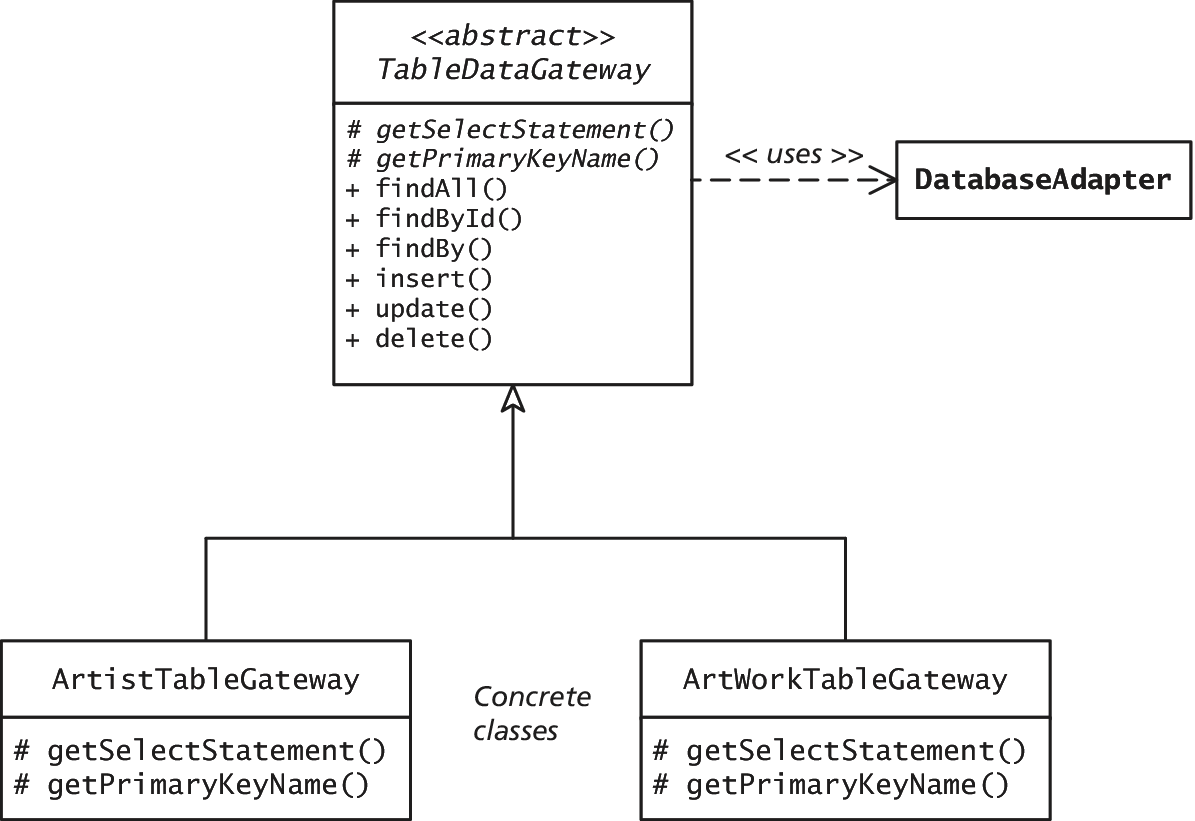 <<abstract>>
TableDataGateway
# getSelectStatement()
# getPrimaryKeyName()
+ findAll()
+ findById()
+ findBy()
+ insert()
+ update()
+ delete()
<< uses >>
DatabaseAdapter
ArtistTableGateway
# getSelectStatement()
# getPrimaryKeyName()
Concrete
classes
ArtWorkTableGateway
# getSelectStatement()
# getPrimaryKeyName()